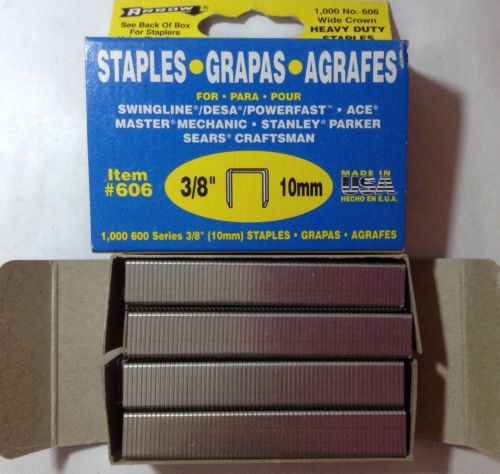 ARROW
See Back Of Box
For Staplers
1,000 No. 606
Wide Crown
HEAVY DUTY
STAPLES
STAPLES • GRAPAS • AGRAFES
FOR • PARA • POUR
SWINGLINE®/DESA®/POWERFAST™ • ACE®
MASTER MECHANIC® • STANLEY® PARKER
SEARS® CRAFTSMAN
Item
#606
3/8" 10mm
MADE IN
USA
HECHO EN E.U.A.
1,000 600 Series 3/8" (10mm) STAPLES • GRAPAS • AGRAFES